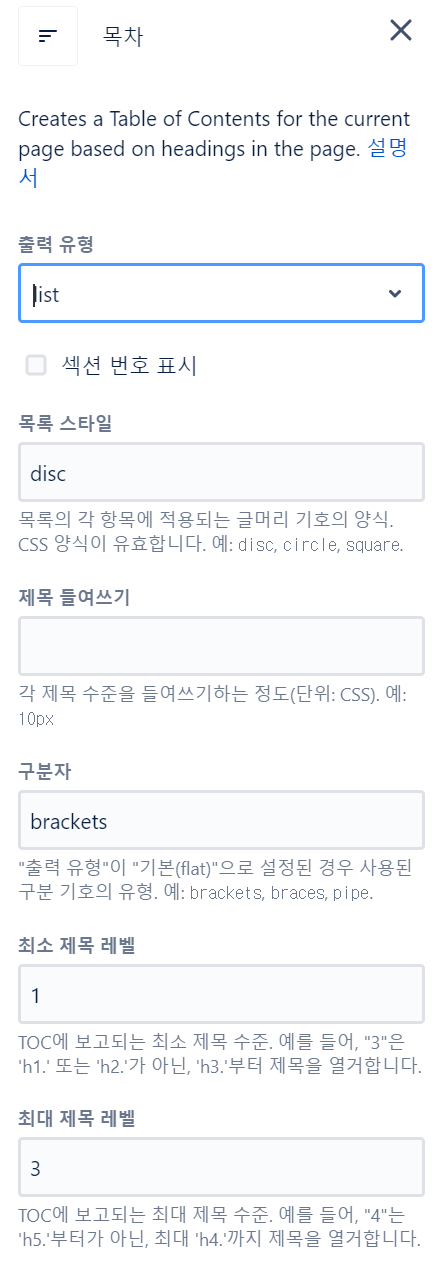 목차
Creates a Table of Contents for the current
page based on headings in the page. 설명
서
출력 유형
list
섹션 번호 표시
목록 스타일
disc
목록의 각 항목에 적용되는 글머리 기호의 양식.
CSS 양식이 유효합니다. 예: disc, circle, square.
제목 들여쓰기
각 제목 수준을 들여쓰기하는 정도(단위: CSS). 예:
10px
구분자
brackets
"출력 유형"이 "기본(flat)"으로 설정된 경우 사용된
구분 기호의 유형. 예: brackets, braces, pipe.
최소 제목 레벨
1
TOC에 보고되는 최소 제목 수준. 예를 들어, "3"은
'h1.' 또는 'h2.'가 아닌, 'h3.'부터 제목을 열거합니다.
최대 제목 레벨
3
TOC에 보고되는 최대 제목 수준. 예를 들어, "4"는
'h5.'부터가 아닌, 최대 'h4.'까지 제목을 열거합니다.